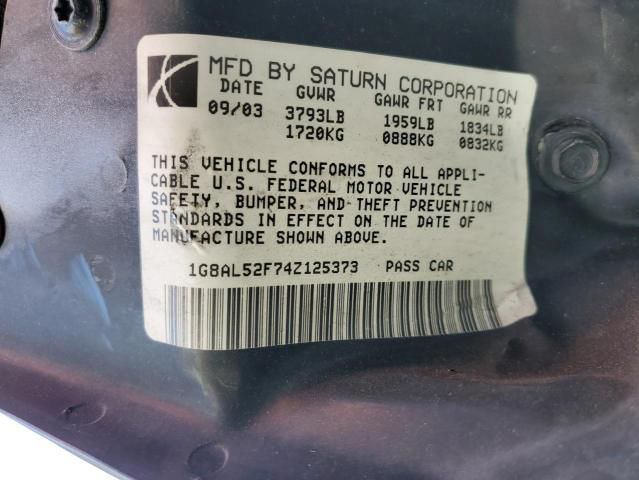 MFD BY SATURN CORPORATION
DATE GVWR GAWR FRT GAWR RR
09/03 3793LB 1959LB 1834LB
1720KG 0888KG 0832KG
THIS VEHICLE CONFORMS TO ALL APPLI-
CABLE U.S. FEDERAL MOTOR VEHICLE
SAFETY, BUMPER, AND THEFT PREVENTION
STANDARDS IN EFFECT ON THE DATE OF
MANUFACTURE SHOWN ABOVE.
1G8AL52F74Z125373 PASS CAR